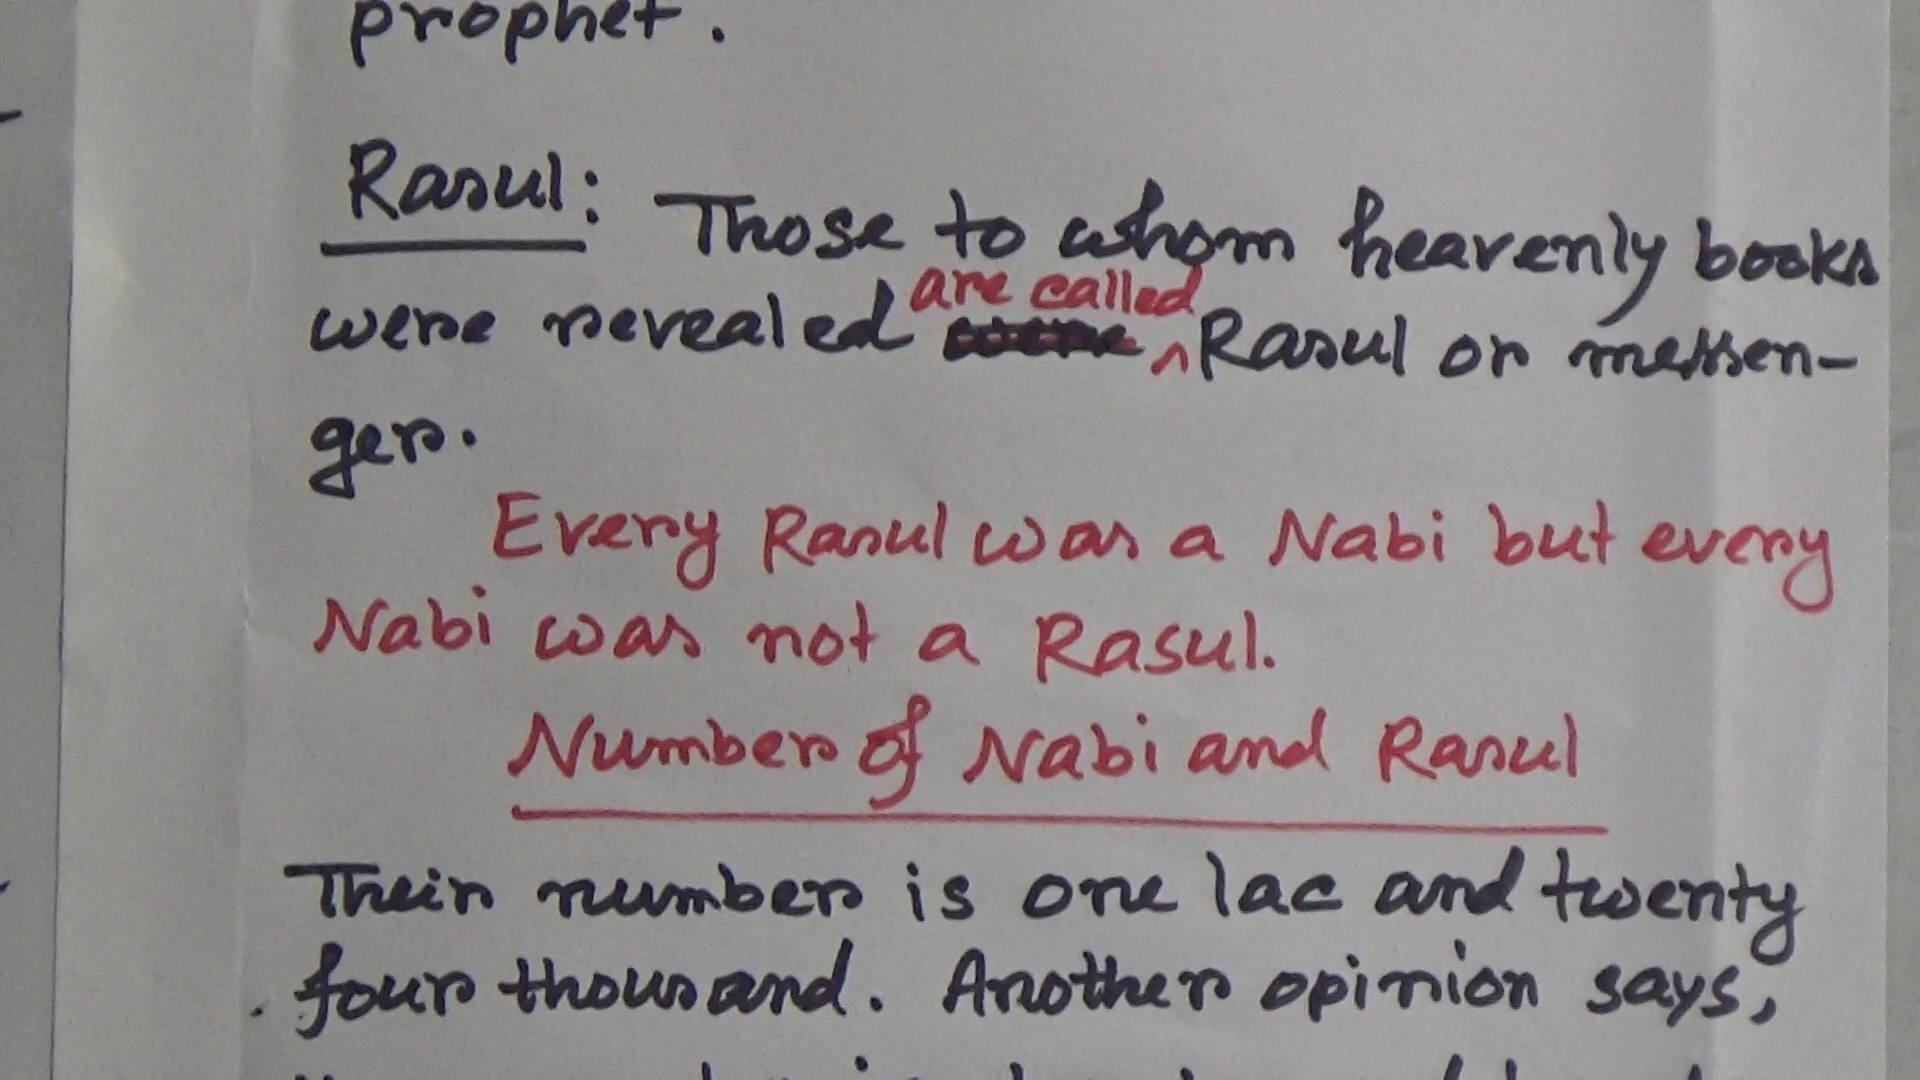 prophet.
Rasul: Those to whom heavenly books
are called
were revealed ^ Rasul or messen-
ger.
Every Rasul was a Nabi but every
Nabi was not a Rasul.
Number of Nabi and Rasul
Their number is one lac and twenty
four thousand. Another opinion says,